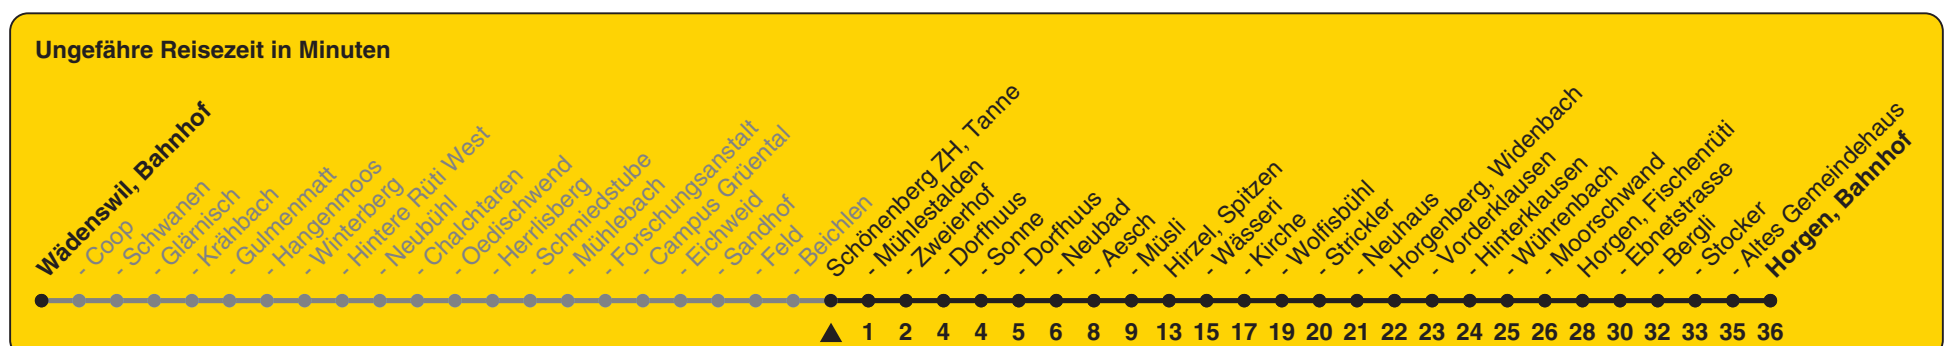 Ungefähre Reisezeit in Minuten
Wädenswil, Bahnhof
- Coop
- Schwanen
- Glärnisch
- Krähbach
- Gulmenmatt
- Hangenmoos
- Winterberg
- Hintere Rüti West
- Neubühl
- Chalchtaren
- Oedischwend
- Herrlisberg
- Schmiedstube
- Mühlebach
- Forschungsanstalt
- Campus Grüental
- Eichweid
- Sandhof
- Feld
- Beichlen
Schönenberg ZH, Tanne
- Mühlestalden
- Zweierhof
- Dorfhuus
- Sonne
- Dorfhuus
- Neubad
- Aesch
- Müsli
Hirzel, Spitzen
- Wässeri
- Kirche
- Wolfisbühl
- Strickler
- Neuhaus
Horgenberg, Widenbach
- Vorderklausen
- Hinterklausen
- Wührenbach
- Moorschwand
Horgen, Fischenrüti
- Ebnetstrasse
- Bergli
- Stocker
- Altes Gemeindehaus
Horgen, Bahnhof
1 2 4 4 5 6 8 9 13 15 17 19 20 21 22 23 24 25 26 28 30 32 33 35 36